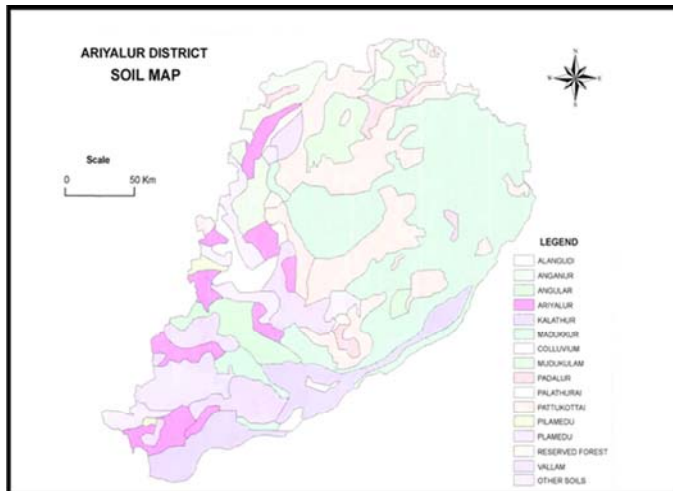 ARIYALUR DISTRICT
SOIL MAP
N
W
E
S
Scale
0
50 Km
LEGEND
ALANGUDI
ANGANUR
ANGULAR
ARIYALUR
KALATHUR
MADUKKUR
COLLUVIUM
MUDUKULAM
PADALUR
PALATHURAI
PATTUKOTTAI
PILAMEDU
PLAMEDU
RESERVED FOREST
VALLAM
OTHER SOILS